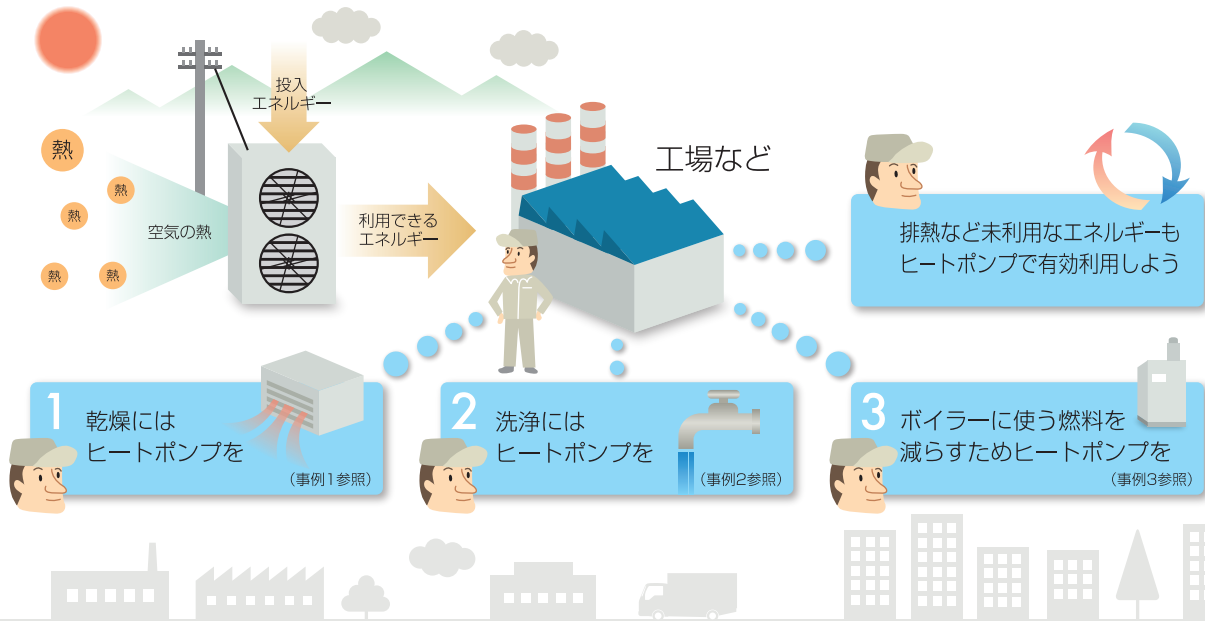 投入
エネルギー
熱
熱
熱
熱
熱
空気の熱
利用できる
エネルギー
工場など
排熱など未利用なエネルギーも
ヒートポンプで有効利用しよう
1
乾燥には
ヒートポンプを
（事例1参照）
2
洗浄には
ヒートポンプを
（事例2参照）
3
ボイラーに使う燃料を
減らすためヒートポンプを
（事例3参照）